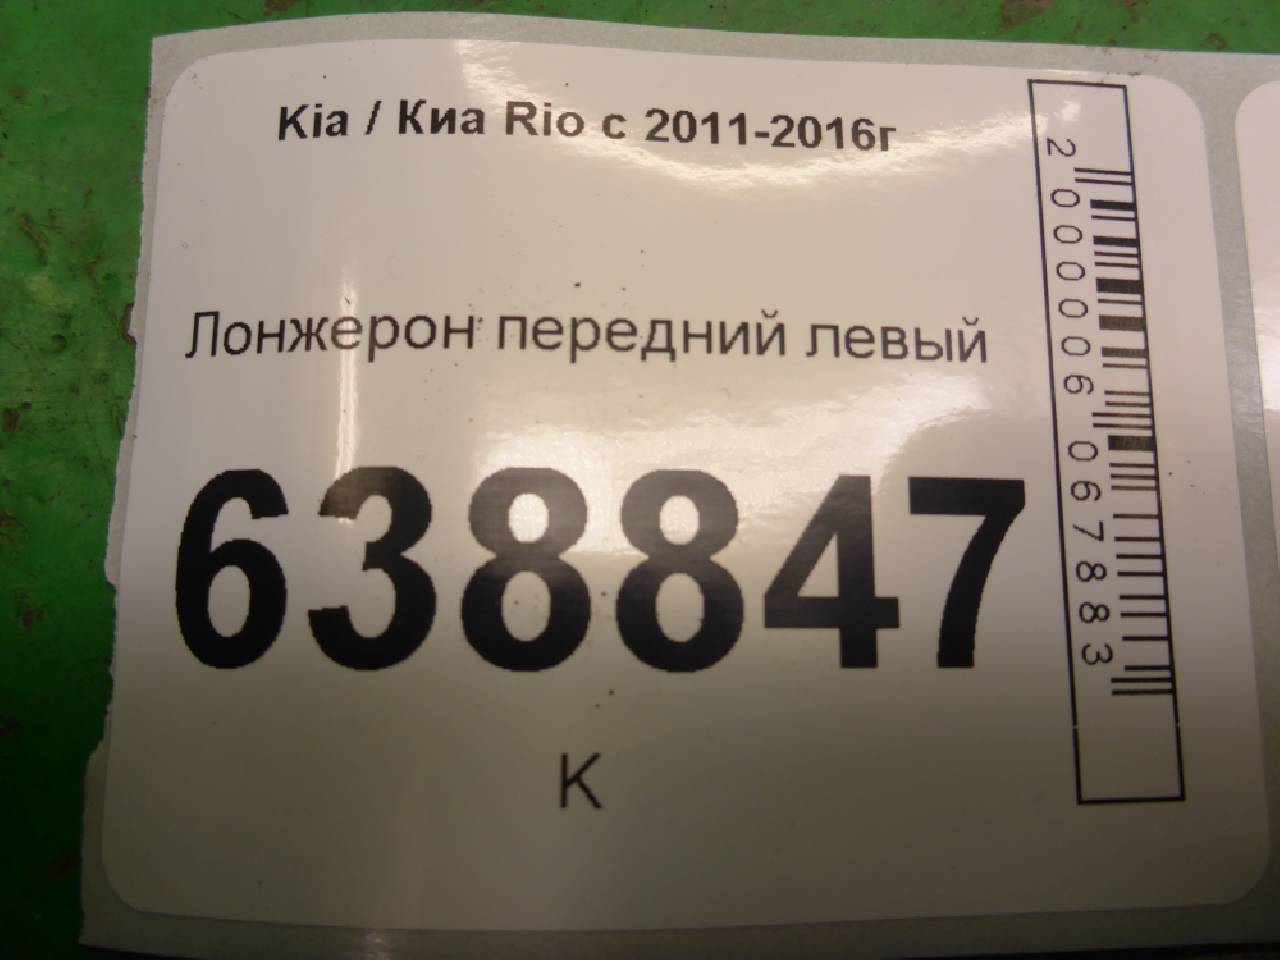 Kia / Киа Rio с 2011-2016г
Лонжерон передний левый
638847
К
2000006067883